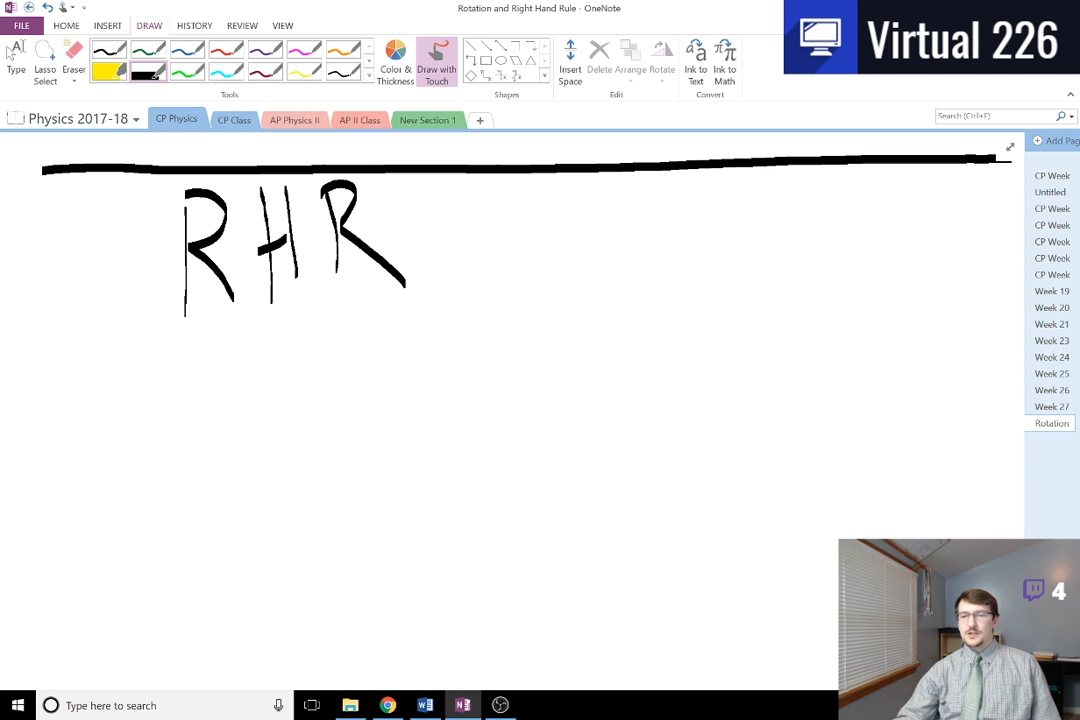 Rotation and Right Hand Rule - OneNote
Virtual 226
FILE HOME INSERT DRAW HISTORY REVIEW VIEW
Type Lasso Select Eraser Color & Thickness Draw with Touch Insert Space Delete Arrange Rotate Ink to Text Ink to Math
Tools Shapes Edit Convert
Physics 2017-18 CP Physics CP Class AP Physics II AP II Class New Section 1 Search (Ctrl+E)
Add Pag
RHR
CP Week
Untitled
CP Week
CP Week
CP Week
CP Week
CP Week
Week 19
Week 20
Week 21
Week 23
Week 24
Week 25
Week 26
Week 27
Rotation
4
Type here to search